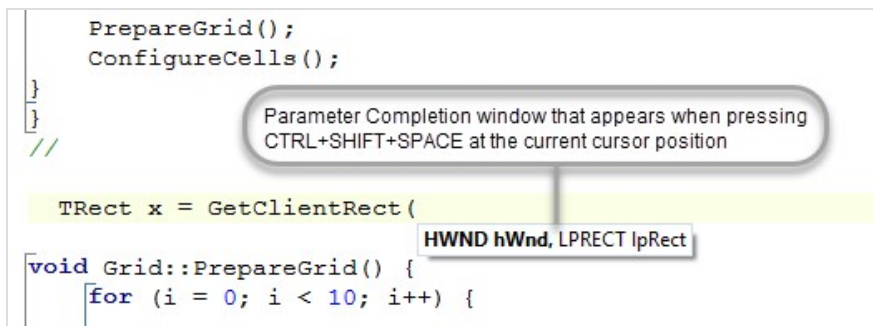 PrepareGrid();
ConfigureCells();
}
}
Parameter Completion window that appears when pressing
CTRL+SHIFT+SPACE at the current cursor position
//
TRect x = GetClientRect(
HWND hWnd, LPRECT lpRect
void Grid::PrepareGrid() {
for (i = 0; i < 10; i++) {